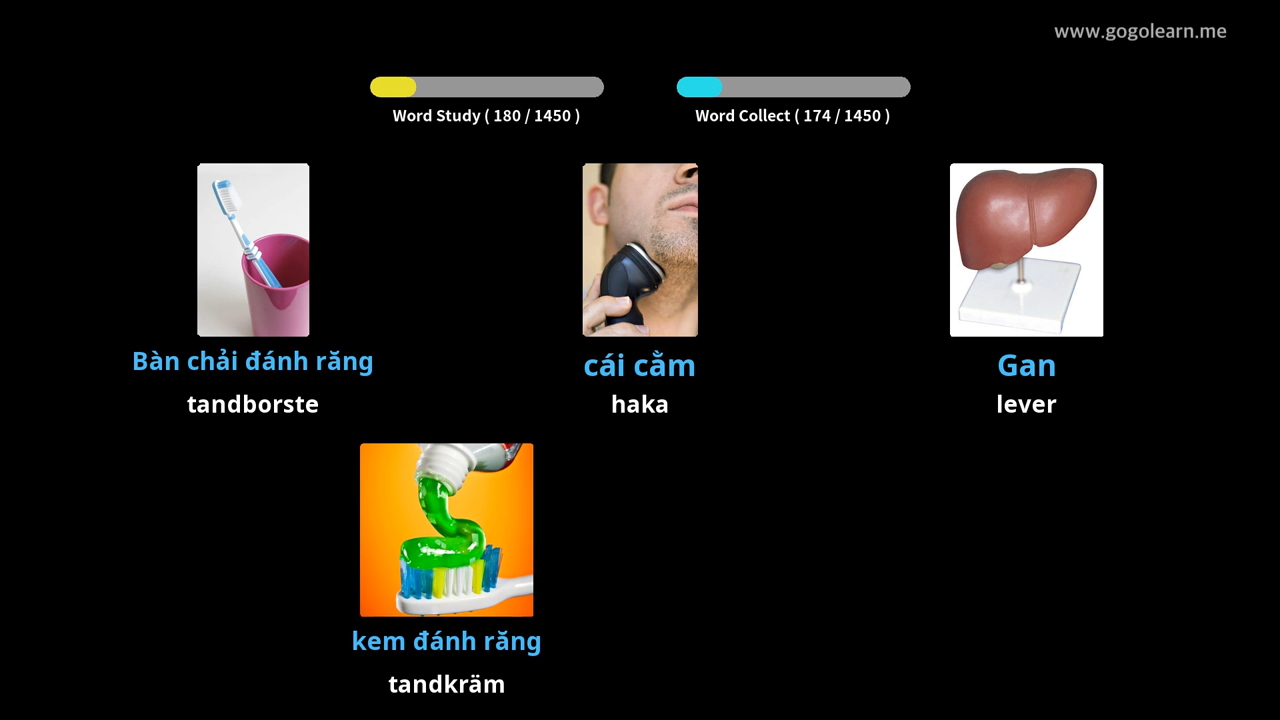 www.gogolearn.me
Word Study ( 180 / 1450 )
Word Collect ( 174 / 1450 )
Bàn chải đánh răng
tandborste
cái cằm
haka
Gan
lever
kem đánh răng
tandkräm